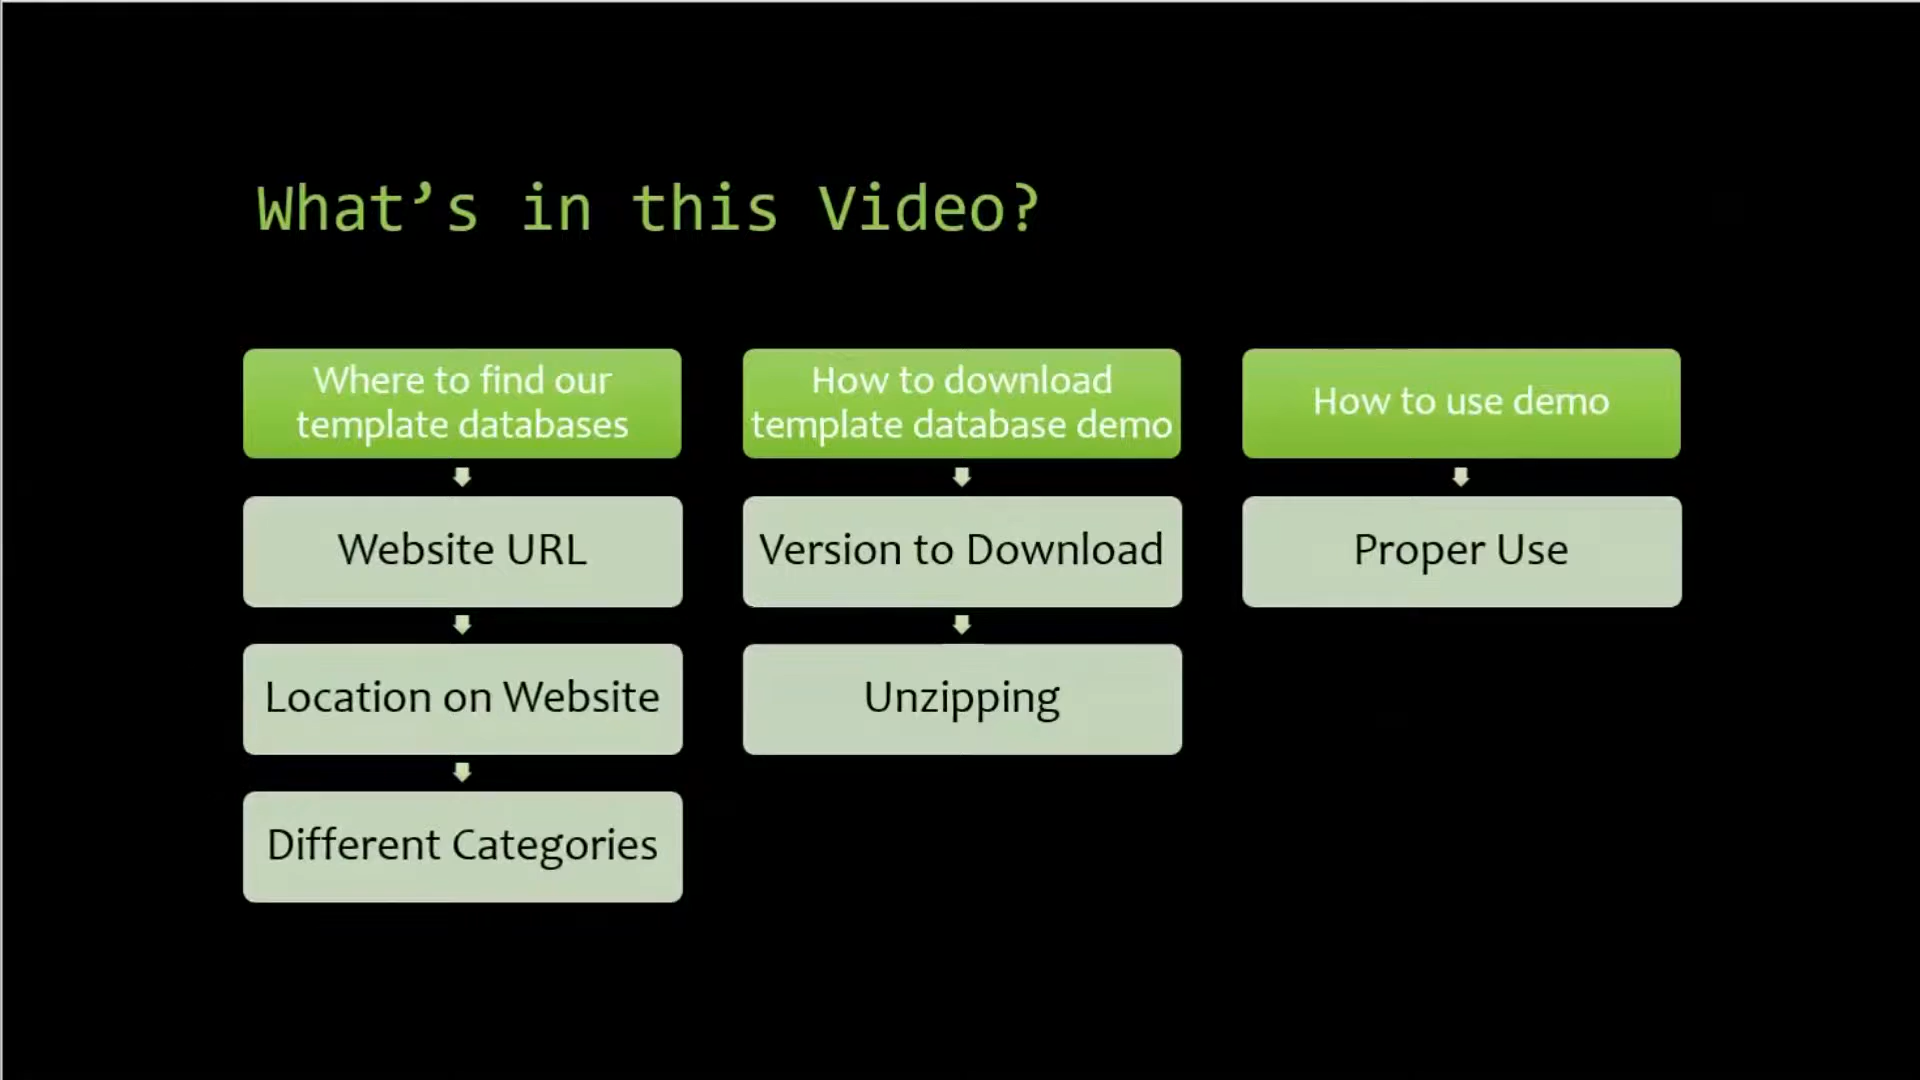 What’s in this Video?
Where to find our
template databases
Website URL
Location on Website
Different Categories
How to download
template database demo
Version to Download
Unzipping
How to use demo
Proper Use